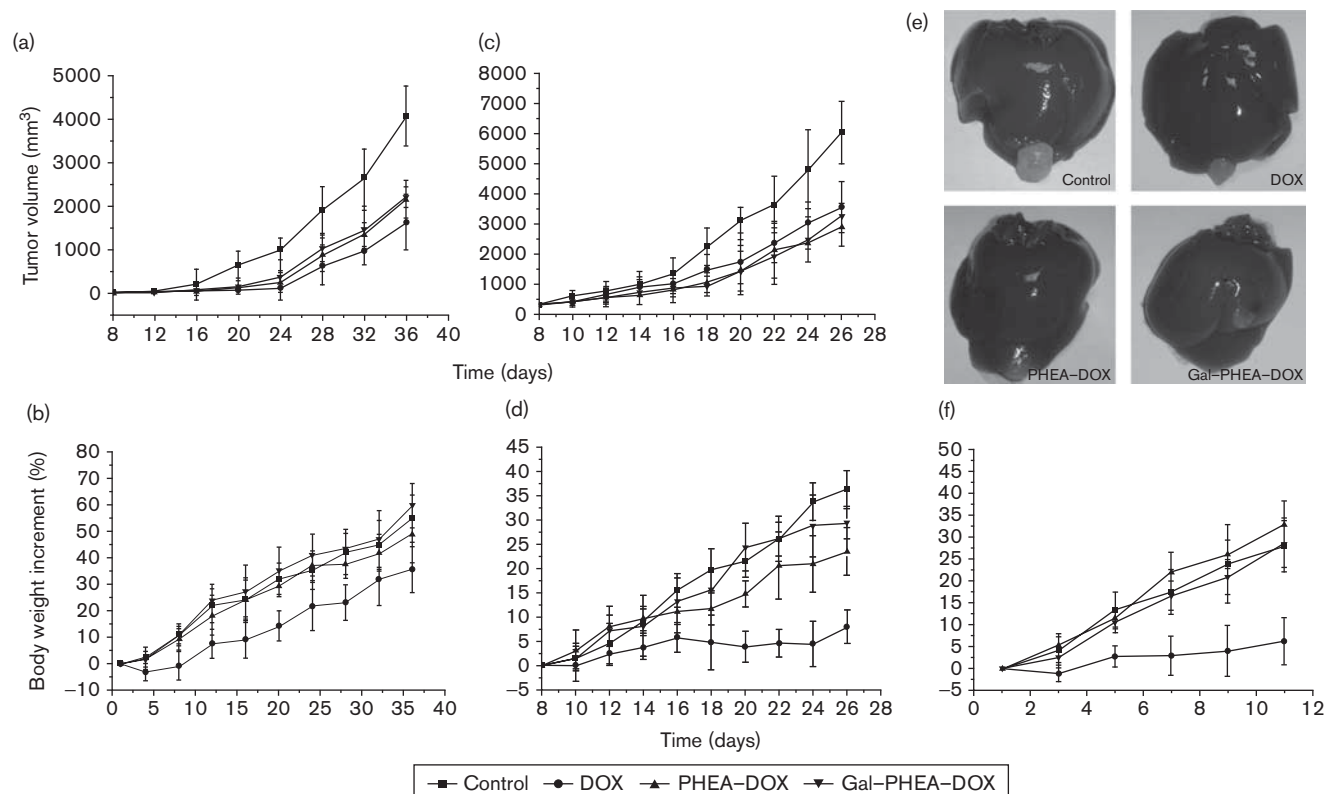 (a)
Tumor volume (mm³)
5000
4000
3000
2000
1000
0
8 12 16 20 24 28 32 36 40
(c)
8000
7000
6000
5000
4000
3000
2000
1000
0
8 10 12 14 16 18 20 22 24 26 28
Time (days)
(e)
Control
DOX
PHEA–DOX
Gal–PHEA–DOX
(b)
Body weight increment (%)
80
70
60
50
40
30
20
10
0
−10
0 5 10 15 20 25 30 35 40
(d)
45
40
35
30
25
20
15
10
5
0
−5
8 10 12 14 16 18 20 22 24 26 28
Time (days)
(f)
50
45
40
35
30
25
20
15
10
5
0
−5
0 2 4 6 8 10 12
Control DOX PHEA–DOX Gal–PHEA–DOX